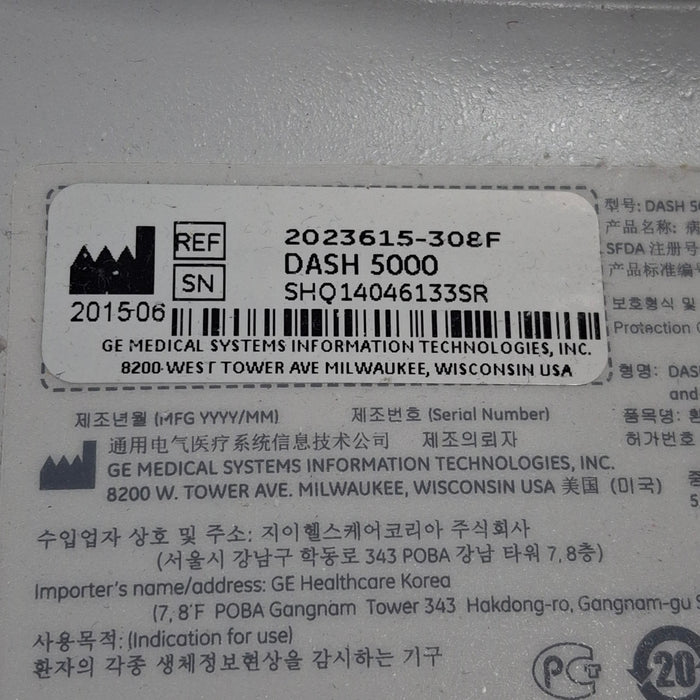 REF 2023615-308F
DASH 5000
SN SHQ14046133SR
2015-06
GE MEDICAL SYSTEMS INFORMATION TECHNOLOGIES, INC.
8200 WEST TOWER AVE MILWAUKEE, WISCONSIN USA
型号: DASH
产品名称:
SFDA 注册号
产品标准编号
보호형식 및
Protection
형명:
and
품목명:
허가번호
제조년월 (MFG YYYY/MM) 제조번호 (Serial Number)
通用电气医疗系统信息技术公司 제조의뢰자
GE MEDICAL SYSTEMS INFORMATION TECHNOLOGIES, INC.
8200 W. TOWER AVE. MILWAUKEE, WISCONSIN USA 美国 (미국)
수입업자 상호 및 주소: 지이헬스케어코리아 주식회사
(서울시 강남구 학동로 343 POBA 강남 타워 7, 8층)
Importer's name/address: GE Healthcare Korea
(7, 8'F POBA Gangnam Tower 343 Hakdong-ro, Gangnam-gu
사용목적: (Indication for use)
환자의 각종 생체정보현상을 감시하는 기구
20